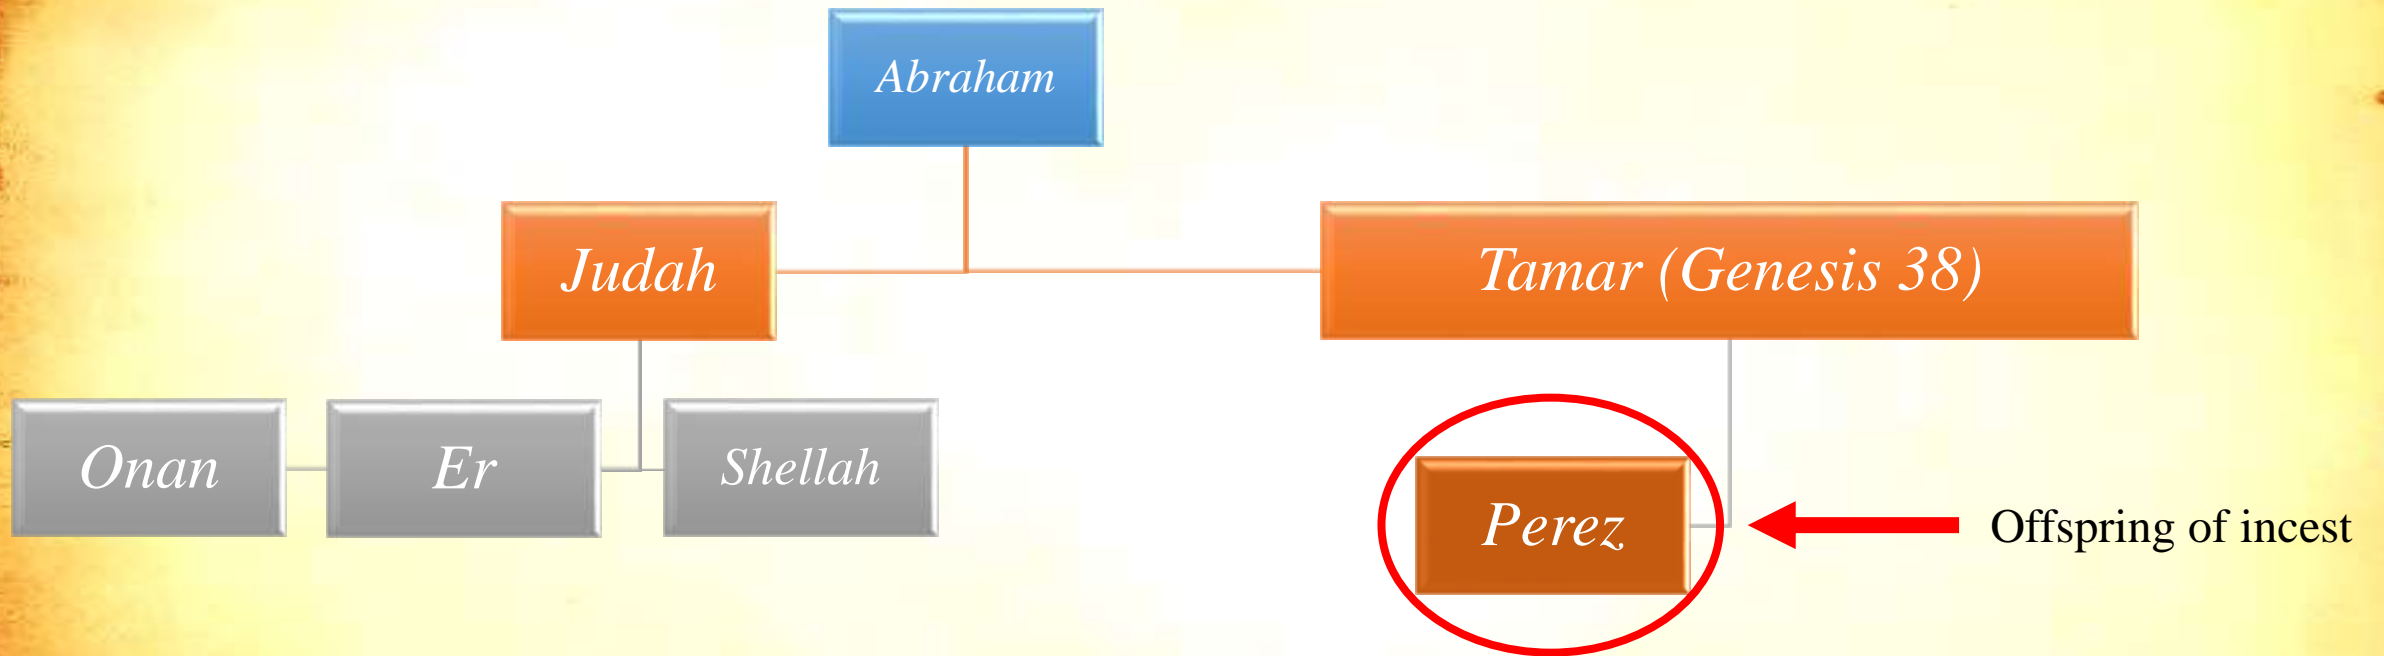 Abraham
Judah
Tamar (Genesis 38)
Onan
Er
Shellah
Perez
Offspring of incest